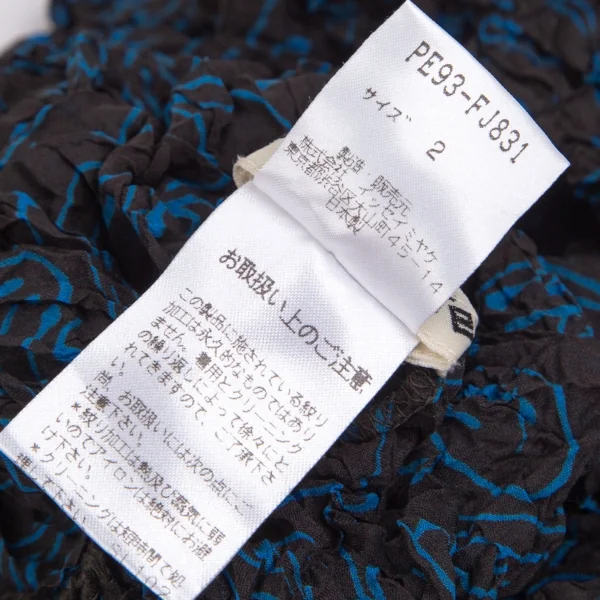 PE93-FJ831
サイズ 2
製造・販売元
株式会社 イッセイ ミヤケ
東京都渋谷区大山町45-14
日本製
お取扱い上のご注意
この製品に施されている絞り
加工は永久的なものではあり
ません。着用とクリーニング
の繰り返しによって徐々にと
れてきますので、ご了承下さ
い。
尚、お取扱いには次の点にご
注意下さい。
*絞り加工は熱及び蒸気に弱
いのでアイロンは絶対にお避
け下さい。
*クリーニングは短時間で処